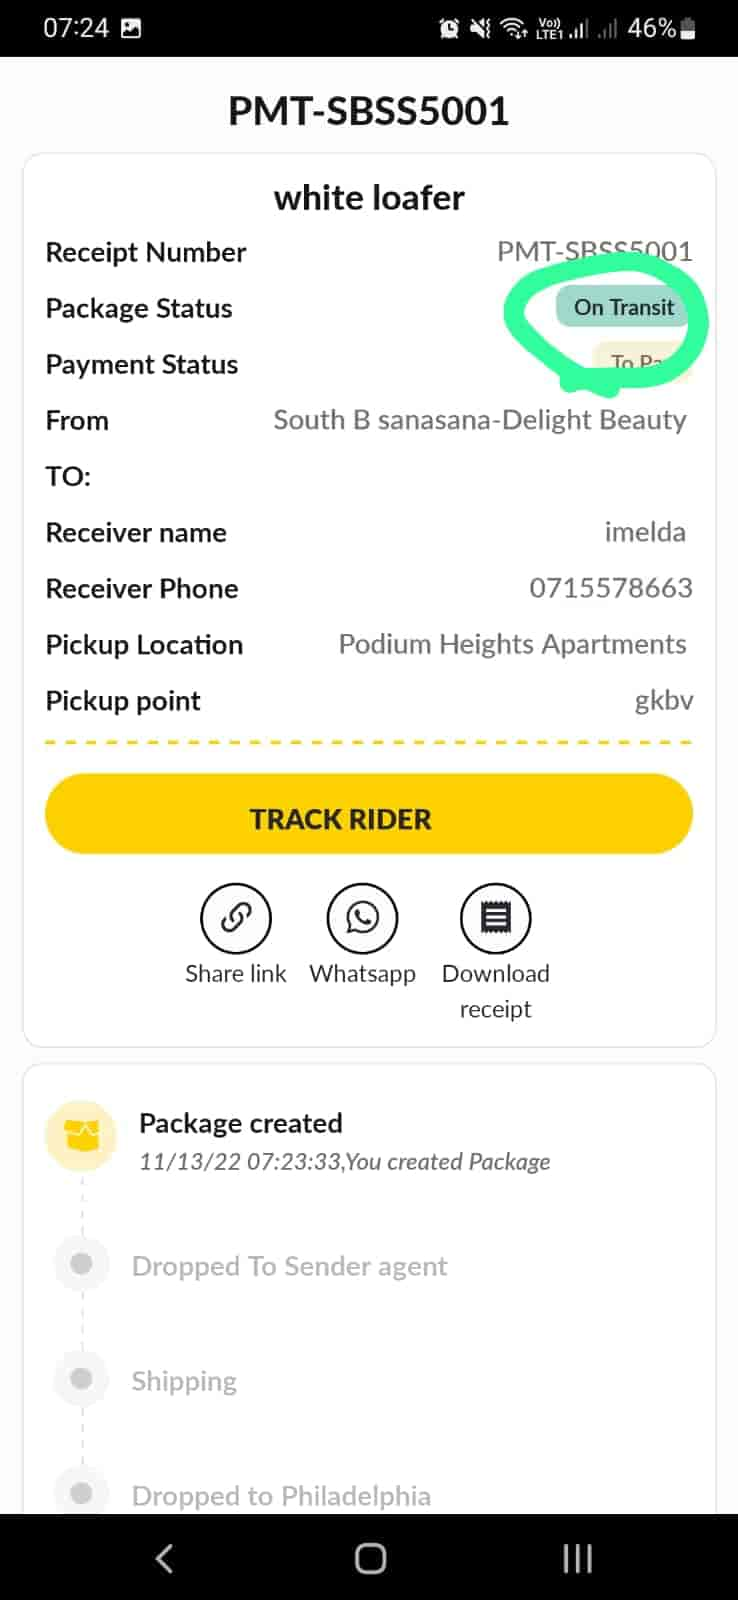 07:24
Vo)) LTE1 46%
PMT-SBSS5001
white loafer
Receipt Number PMT-SBSS5001
Package Status On Transit
Payment Status To
From South B sanasana-Delight Beauty
TO:
Receiver name imelda
Receiver Phone 0715578663
Pickup Location Podium Heights Apartments
Pickup point gkbv
TRACK RIDER
Share link Whatsapp Download
receipt
Package created
11/13/22 07:23:33,You created Package
Dropped To Sender agent
Shipping
Dropped to Philadelphia